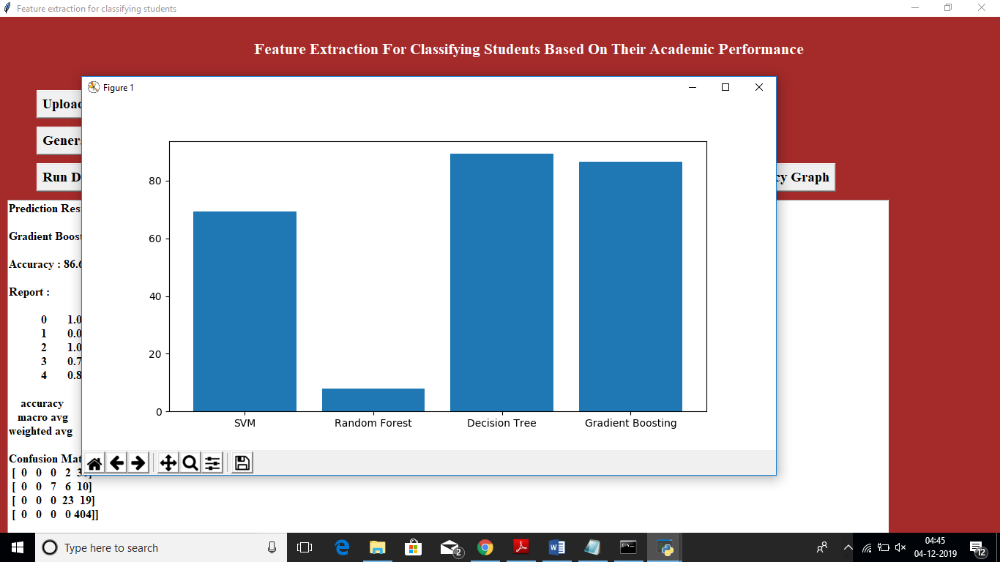 Feature extraction for classifying students
Feature Extraction For Classifying Students Based On Their Academic Performance
Figure 1
Upload
Run D
cy Graph
80
60
40
20
0
SVM
Random Forest
Decision Tree
Gradient Boosting
Prediction Res
Gradient Boost
Accuracy : 86.6
Report :
0 1.0
1 0.0
2 1.0
3 0.7
4 0.8
accuracy
macro avg
weighted avg
Confusion Mat
[ 0 0 0 2
[ 0 0 7 6 10]
[ 0 0 0 23 19]
[ 0 0 0 0 404]]
Type here to search
2
04:45
04-12-2019
12